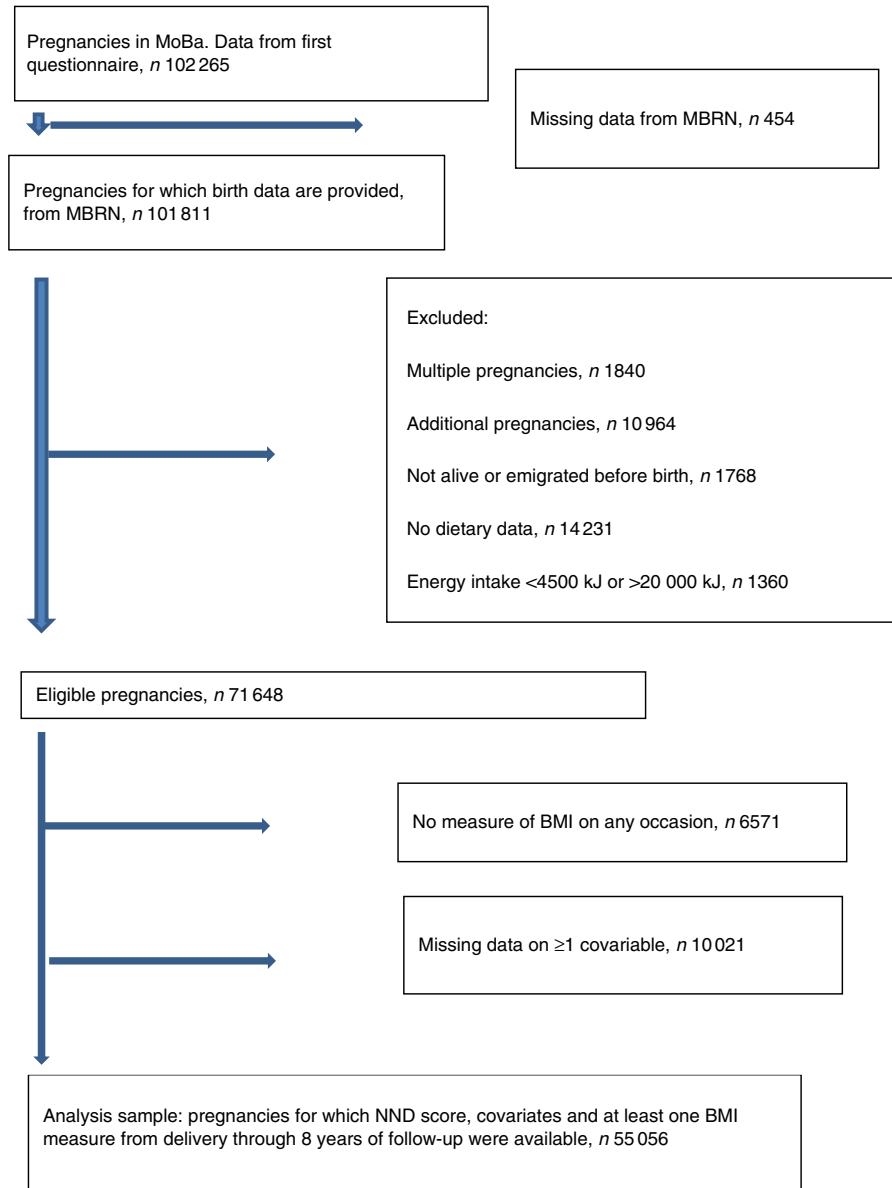 Pregnancies in MoBa. Data from first
questionnaire, n 102 265
Missing data from MBRN, n 454
Pregnancies for which birth data are provided,
from MBRN, n 101 811
Excluded:
Multiple pregnancies, n 1840
Additional pregnancies, n 10 964
Not alive or emigrated before birth, n 1768
No dietary data, n 14 231
Energy intake <4500 kJ or >20 000 kJ, n 1360
Eligible pregnancies, n 71 648
No measure of BMI on any occasion, n 6571
Missing data on ≥1 covariable, n 10 021
Analysis sample: pregnancies for which NND score, covariates and at least one BMI
measure from delivery through 8 years of follow-up were available, n 55 056